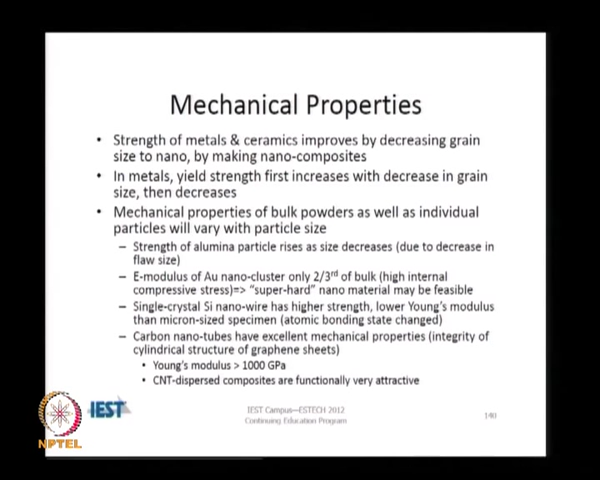 Mechanical Properties
• Strength of metals & ceramics improves by decreasing grain
size to nano, by making nano-composites
• In metals, yield strength first increases with decrease in grain
size, then decreases
• Mechanical properties of bulk powders as well as individual
particles will vary with particle size
– Strength of alumina particle rises as size decreases (due to decrease in
flaw size)
– E-modulus of Au nano-cluster only 2/3rd of bulk (high internal
compressive stress)=> “super-hard” nano material may be feasible
– Single-crystal Si nano-wire has higher strength, lower Young’s modulus
than micron-sized specimen (atomic bonding state changed)
– Carbon nano-tubes have excellent mechanical properties (integrity of
cylindrical structure of graphene sheets)
• Young’s modulus > 1000 GPa
• CNT-dispersed composites are functionally very attractive
IEST
NPTEL
IEST Campus—ESTECH 2012
Continuing Education Program
140